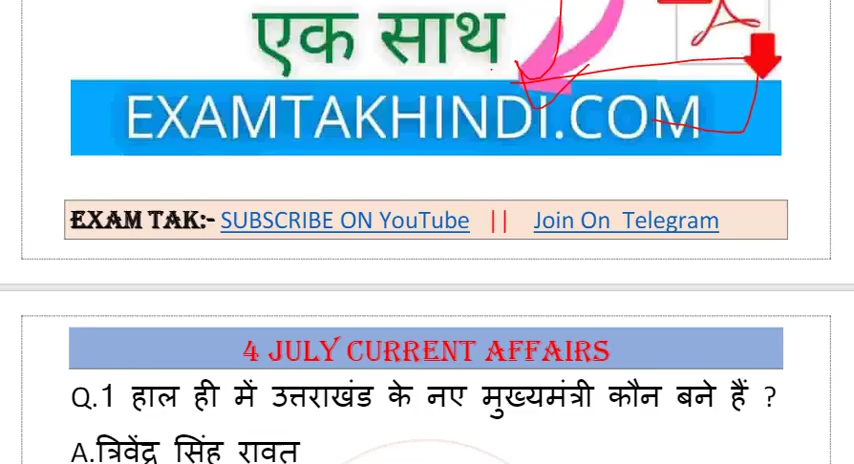 एक साथ
EXAMTAKHINDI.COM
EXAM TAK:- SUBSCRIBE ON YouTube || Join On Telegram
4 JULY CURRENT AFFAIRS
Q.1 हाल ही में उत्तराखंड के नए मुख्यमंत्री कौन बने हैं ?
A.त्रिवेंद्र सिंह रावत